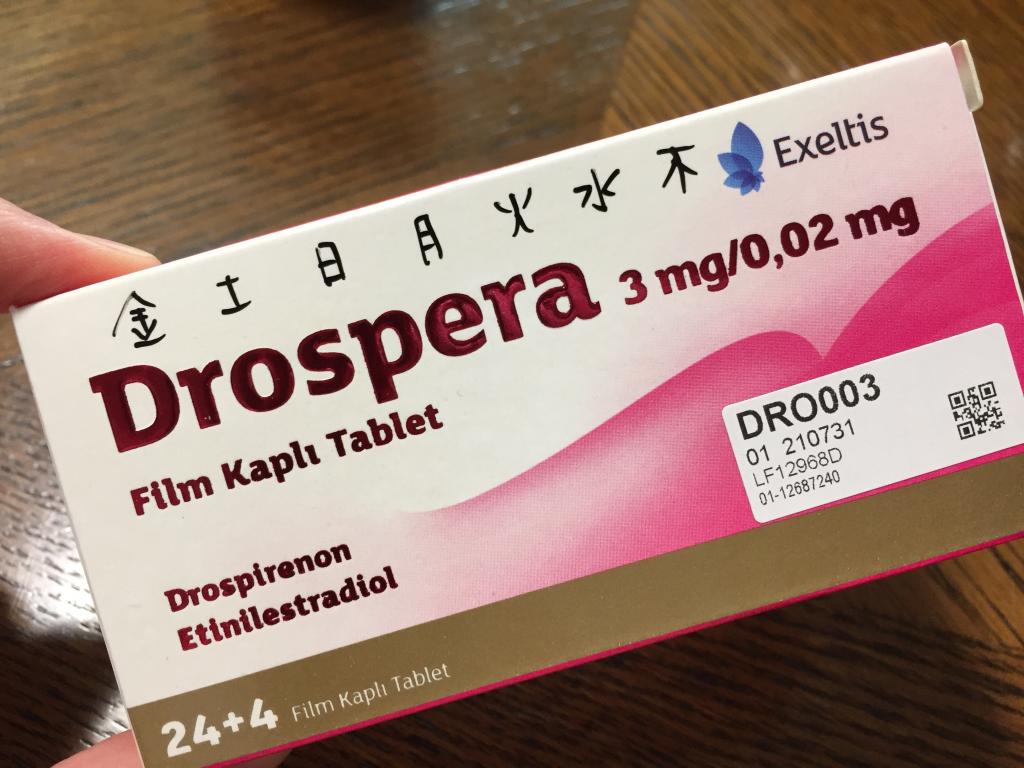 金 土 日 月 火 水 木
Exeltis
Drospera 3 mg/0,02 mg
Film Kaplı Tablet
DRO003
01 210731
LF12968D
01-12687240
Drospirenon
Etinilestradiol
24+4 Film Kaplı Tablet